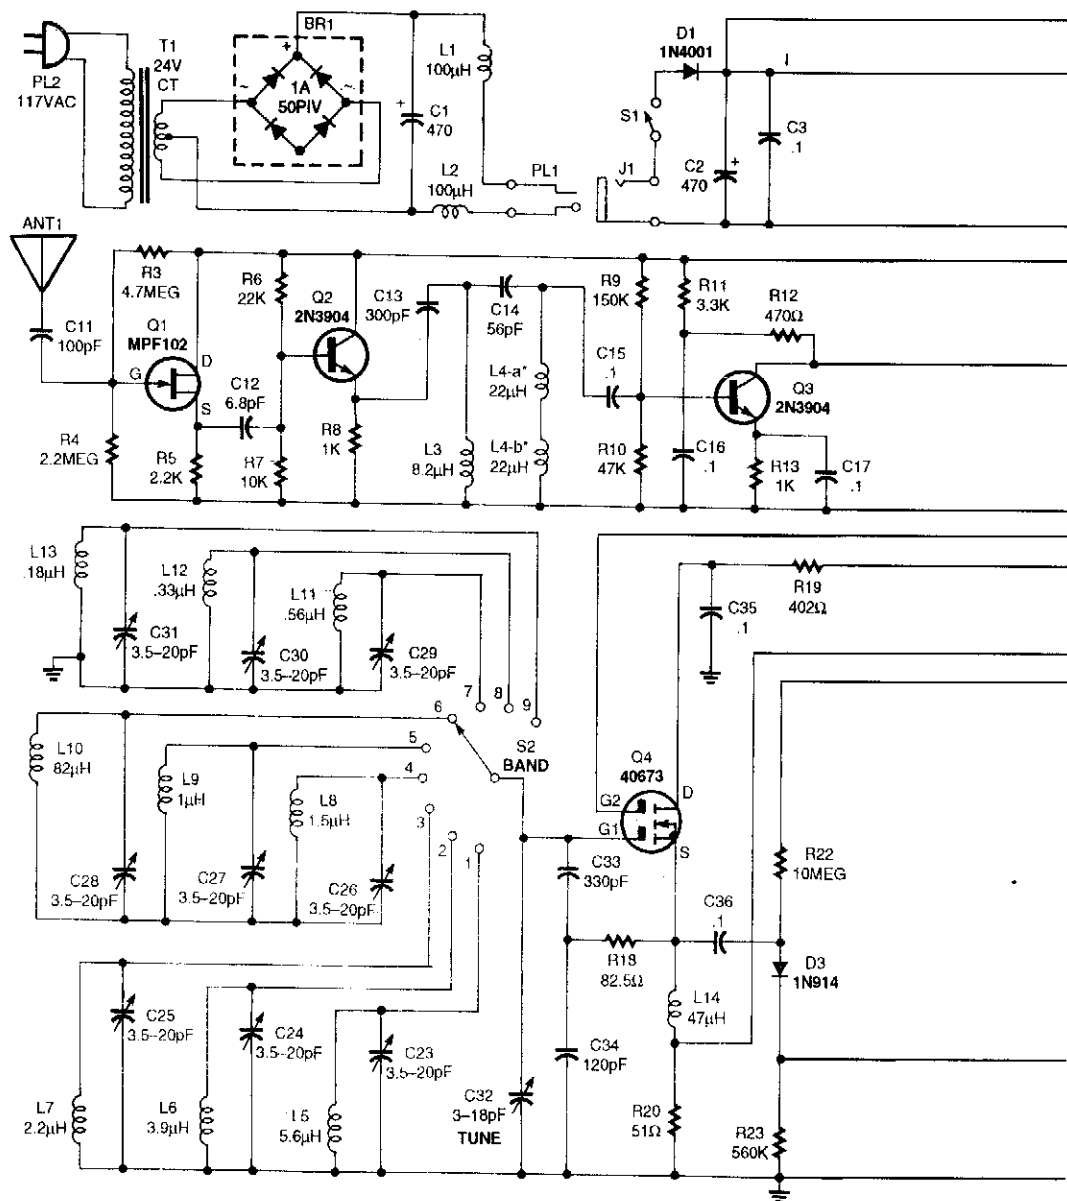 PL2
117VAC
T1
24V
CT
BR1
+
~
~
1A
50PIV
+
C1
470
L1
100µH
L2
100µH
PL1
J1
S1
D1
1N4001
C2
470
+
C3
.1
ANT1
C11
100pF
R3
4.7MEG
Q1
MPF102
G
D
S
R4
2.2MEG
R5
2.2K
C12
6.8pF
R6
22K
R7
10K
Q2
2N3904
R8
1K
C13
300pF
L3
8.2µH
C14
56pF
L4-a*
22µH
L4-b*
22µH
C15
.1
R9
150K
R10
47K
R11
3.3K
C16
.1
R12
470Ω
Q3
2N3904
R13
1K
C17
.1
L13
.18µH
C31
3.5–20pF
L12
.33µH
C30
3.5–20pF
L11
.56µH
C29
3.5–20pF
7
8
9
6
5
4
3
2
1
S2
BAND
L10
82µH
C28
3.5–20pF
L9
1µH
C27
3.5–20pF
L8
1.5µH
C26
3.5–20pF
L7
2.2µH
C25
3.5–20pF
L6
3.9µH
C24
3.5–20pF
L5
5.6µH
C23
3.5–20pF
C32
3–18pF
TUNE
C33
330pF
C34
120pF
R18
82.5Ω
Q4
40673
G2
G1
D
S
C35
.1
R19
402Ω
C36
.1
L14
47µH
R20
51Ω
R22
10MEG
D3
1N914
R23
560K